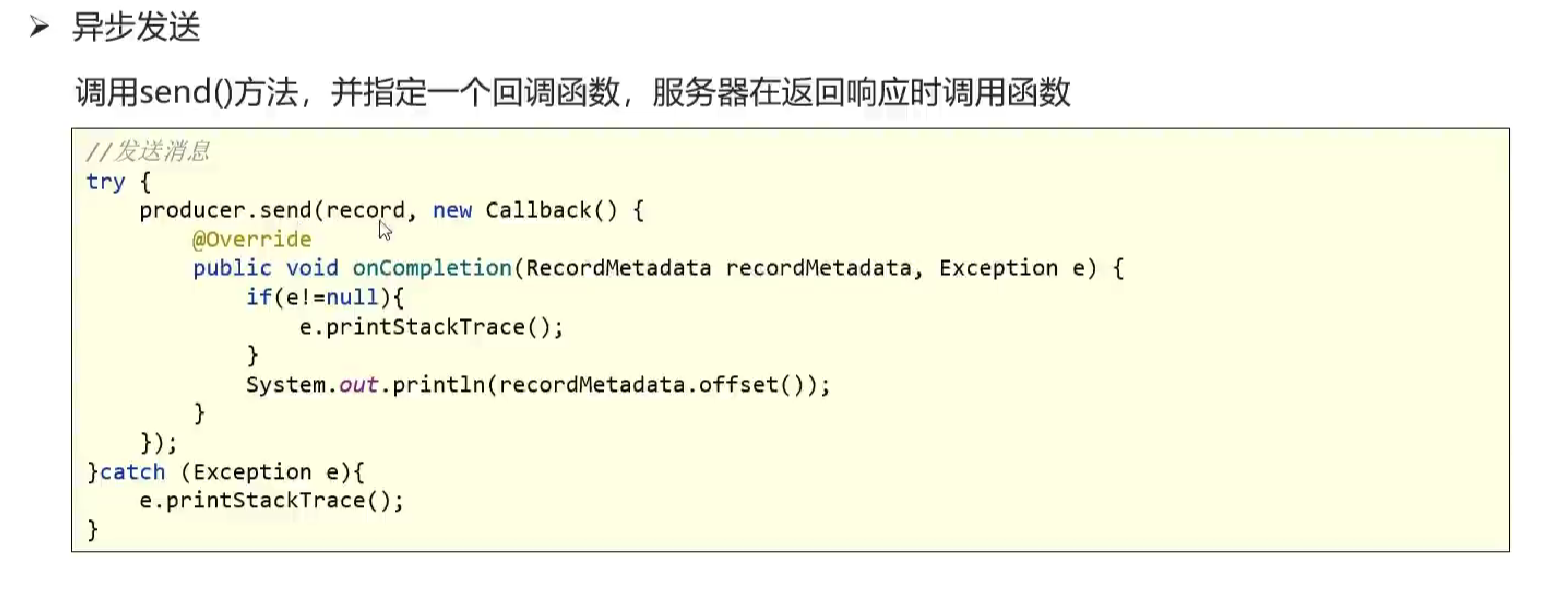 ➢ 异步发送
调用send()方法，并指定一个回调函数，服务器在返回响应时调用函数
//发送消息
try {
    producer.send(record, new Callback() {
        @Override
        public void onCompletion(RecordMetadata recordMetadata, Exception e) {
            if(e!=null){
                e.printStackTrace();
            }
            System.out.println(recordMetadata.offset());
        }
    });
}catch (Exception e){
    e.printStackTrace();
}